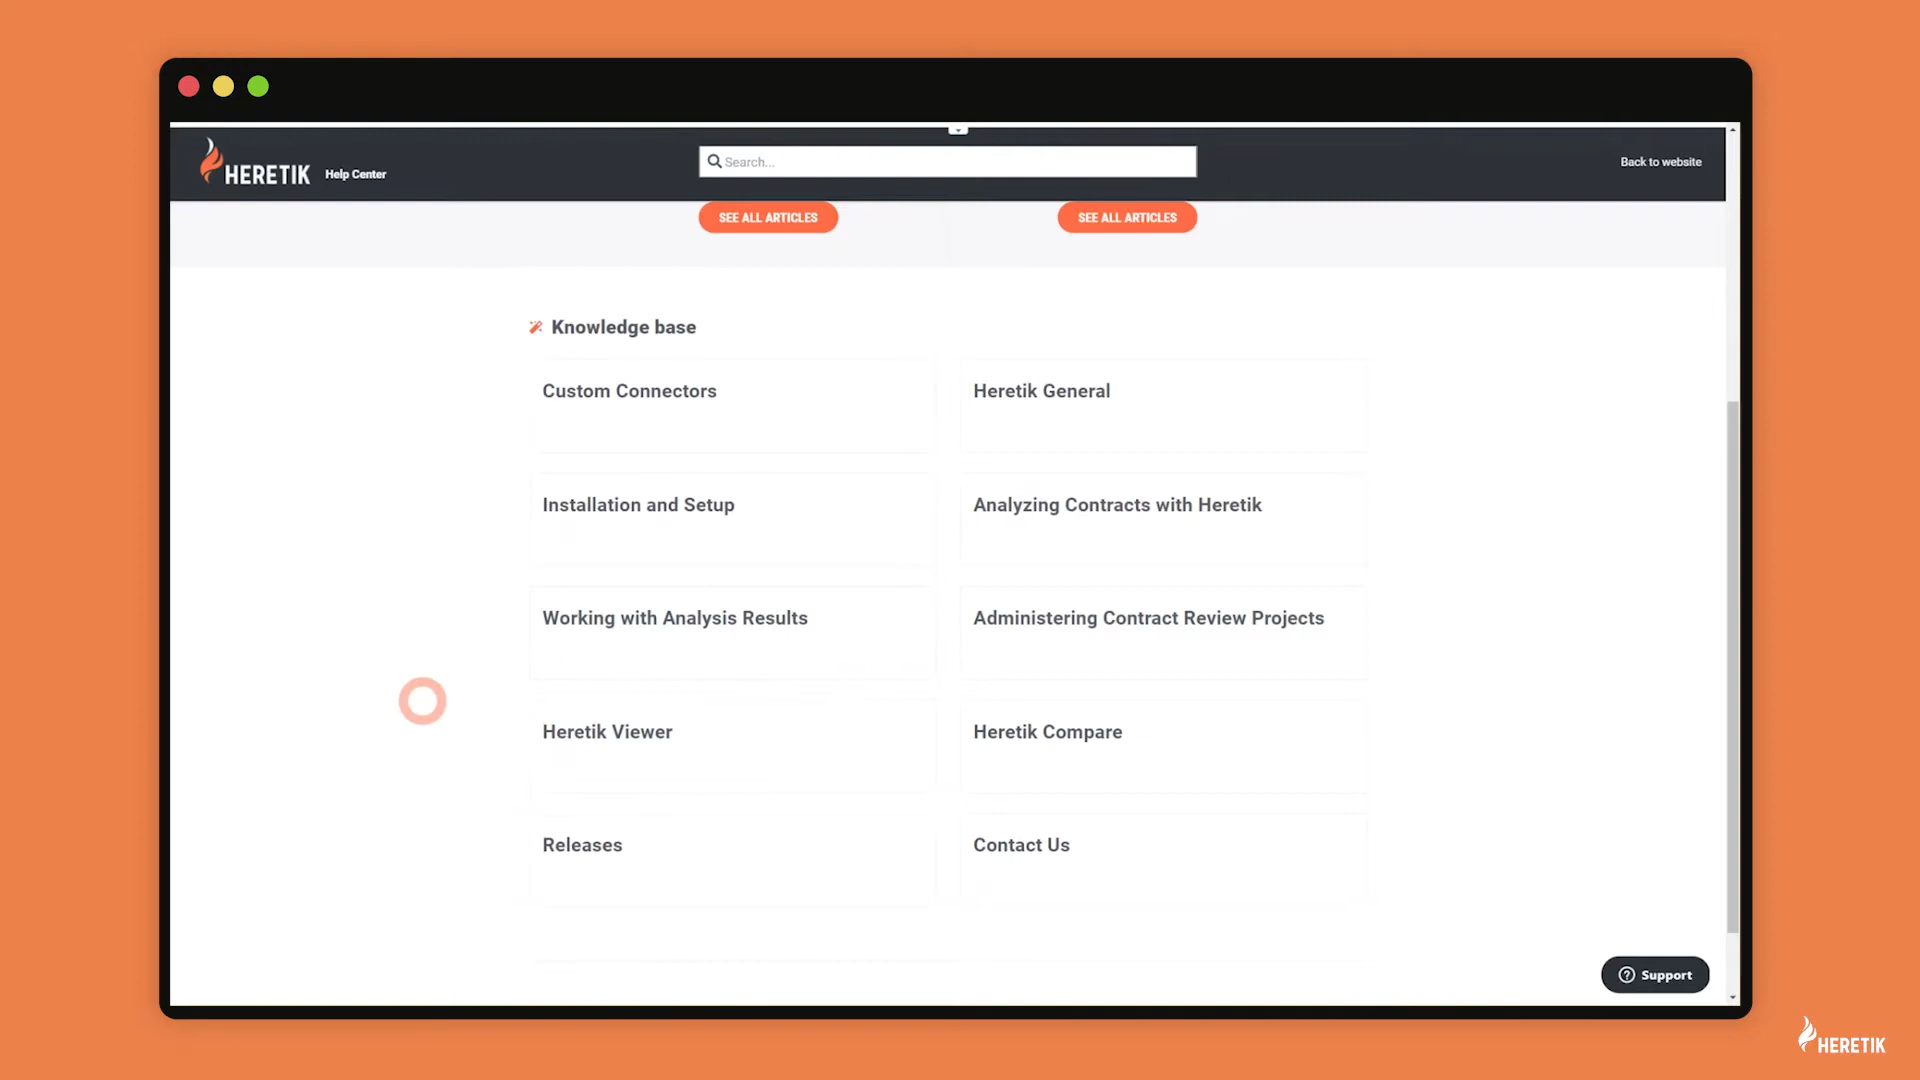 HERETIK Help Center
Search...
Back to website
SEE ALL ARTICLES
SEE ALL ARTICLES
Knowledge base
Custom Connectors
Heretik General
Installation and Setup
Analyzing Contracts with Heretik
Working with Analysis Results
Administering Contract Review Projects
Heretik Viewer
Heretik Compare
Releases
Contact Us
Support
HERETIK